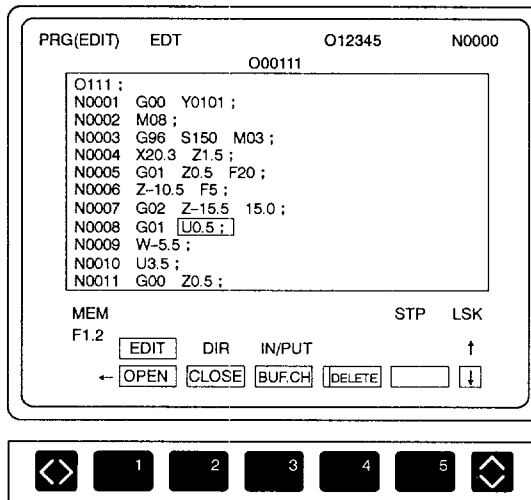 PRG(EDIT) EDT O12345 N0000
O00111
O111 ;
N0001 G00 Y0101 ;
N0002 M08 ;
N0003 G96 S150 M03 ;
N0004 X20.3 Z1.5 ;
N0005 G01 Z0.5 F20 ;
N0006 Z–10.5 F5 ;
N0007 G02 Z–15.5 15.0 ;
N0008 G01 U0.5 ;
N0009 W–5.5 ;
N0010 U3.5 ;
N0011 G00 Z0.5 ;
MEM STP LSK
F1.2
EDIT DIR IN/PUT ↑
← OPEN CLOSE BUF.CH DELETE ↓
1 2 3 4 5